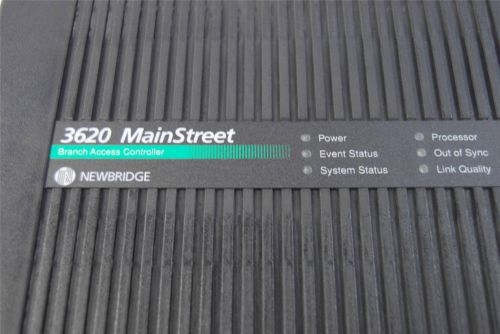 3620 MainStreet
Branch Access Controller
NEWBRIDGE
Power
Event Status
System Status
Processor
Out of Sync
Link Quality